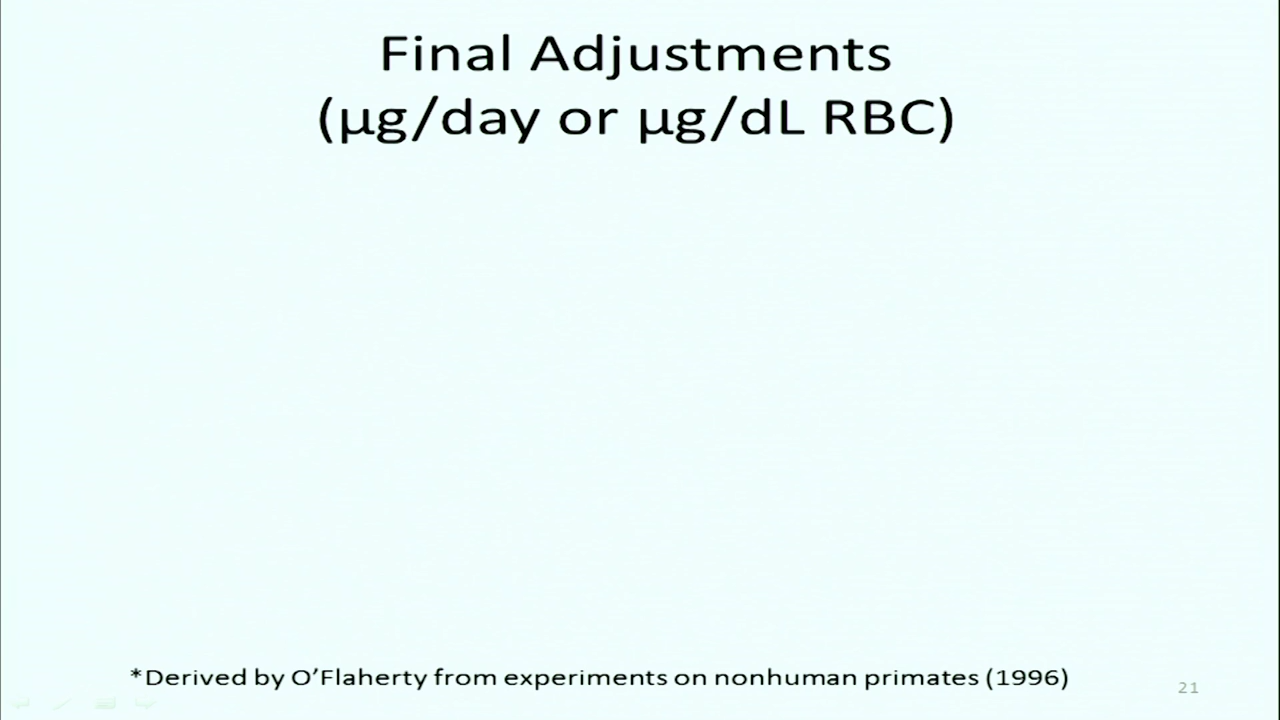 Final Adjustments
(µg/day or µg/dL RBC)
*Derived by O’Flaherty from experiments on nonhuman primates (1996)
21